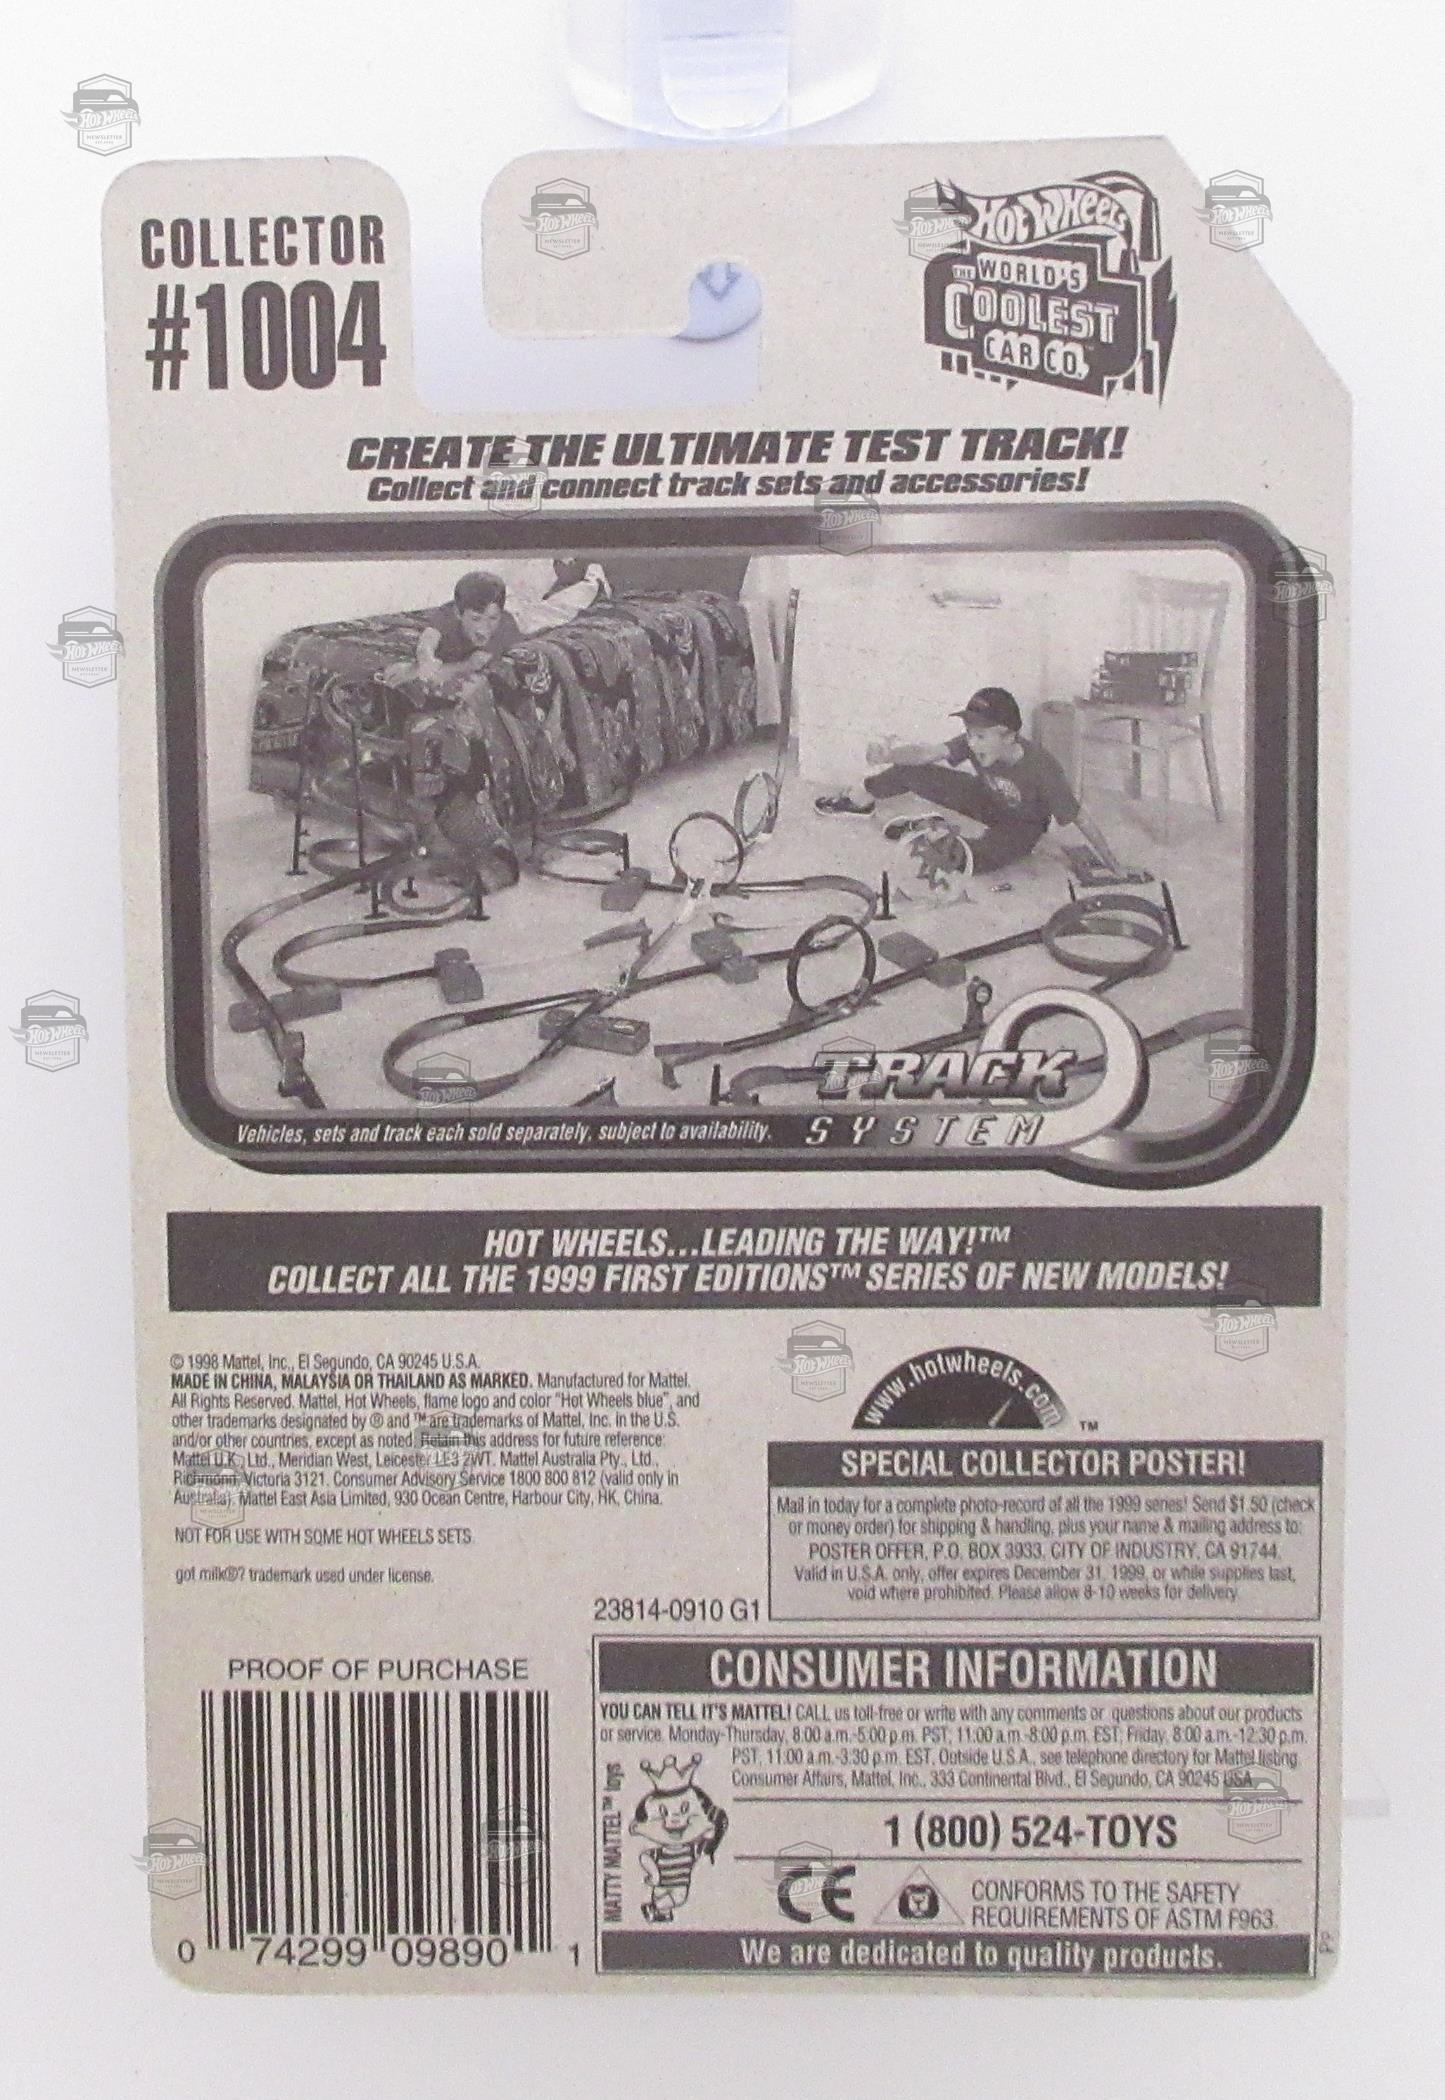 COLLECTOR
#1004
HOT WHEELS
THE WORLD'S
COOLEST
CAR CO.™
CREATE THE ULTIMATE TEST TRACK!
Collect and connect track sets and accessories!
TRACK
SYSTEM
Vehicles, sets and track each sold separately, subject to availability.
HOT WHEELS...LEADING THE WAY!™
COLLECT ALL THE 1999 FIRST EDITIONS™ SERIES OF NEW MODELS!
© 1998 Mattel, Inc., El Segundo, CA 90245 U.S.A.
MADE IN CHINA, MALAYSIA OR THAILAND AS MARKED. Manufactured for Mattel.
All Rights Reserved. Mattel, Hot Wheels, flame logo and color "Hot Wheels blue", and
other trademarks designated by ® and ™ are trademarks of Mattel, Inc. in the U.S.
and/or other countries, except as noted. Retain this address for future reference:
Mattel U.K., Ltd., Meridian West, Leicester LE3 2WT. Mattel Australia Pty., Ltd.,
Richmond, Victoria 3121. Consumer Advisory Service 1800 800 812 (valid only in
Australia). Mattel East Asia Limited, 930 Ocean Centre, Harbour City, HK, China.
NOT FOR USE WITH SOME HOT WHEELS SETS.
got milk®? trademark used under license.
www.hotwheels.com
™
SPECIAL COLLECTOR POSTER!
Mail in today for a complete photo-record of all the 1999 series! Send $1.50 (check
or money order) for shipping & handling, plus your name & mailing address to:
POSTER OFFER, P.O. BOX 3933, CITY OF INDUSTRY, CA 91744.
Valid in U.S.A. only, offer expires December 31, 1999, or while supplies last,
void where prohibited. Please allow 8-10 weeks for delivery.
23814-0910 G1
PROOF OF PURCHASE
0 74299 09890 1
CONSUMER INFORMATION
YOU CAN TELL IT'S MATTEL! CALL us toll-free or write with any comments or questions about our products
or service. Monday-Thursday, 8:00 a.m.-5:00 p.m. PST; 11:00 a.m.-8:00 p.m. EST; Friday, 8:00 a.m.-12:30 p.m.
PST, 11:00 a.m.-3:30 p.m. EST, Outside U.S.A., see telephone directory for Mattel listing.
Consumer Affairs, Mattel, Inc., 333 Continental Blvd., El Segundo, CA 90245 USA
MATTY MATTEL™ toys
1 (800) 524-TOYS
CE
CONFORMS TO THE SAFETY
REQUIREMENTS OF ASTM F963.
We are dedicated to quality products.
PP